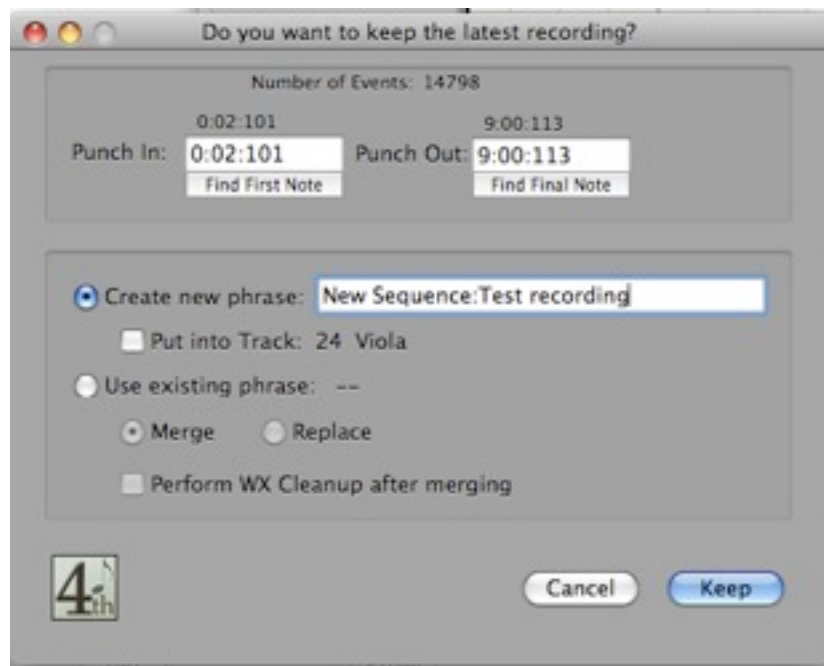 Do you want to keep the latest recording?
Number of Events: 14798
0:02:101 9:00:113
Punch In: 0:02:101 Punch Out: 9:00:113
Find First Note Find Final Note
Create new phrase: New Sequence:Test recording
Put into Track: 24 Viola
Use existing phrase: --
Merge Replace
Perform WX Cleanup after merging
4th Cancel Keep